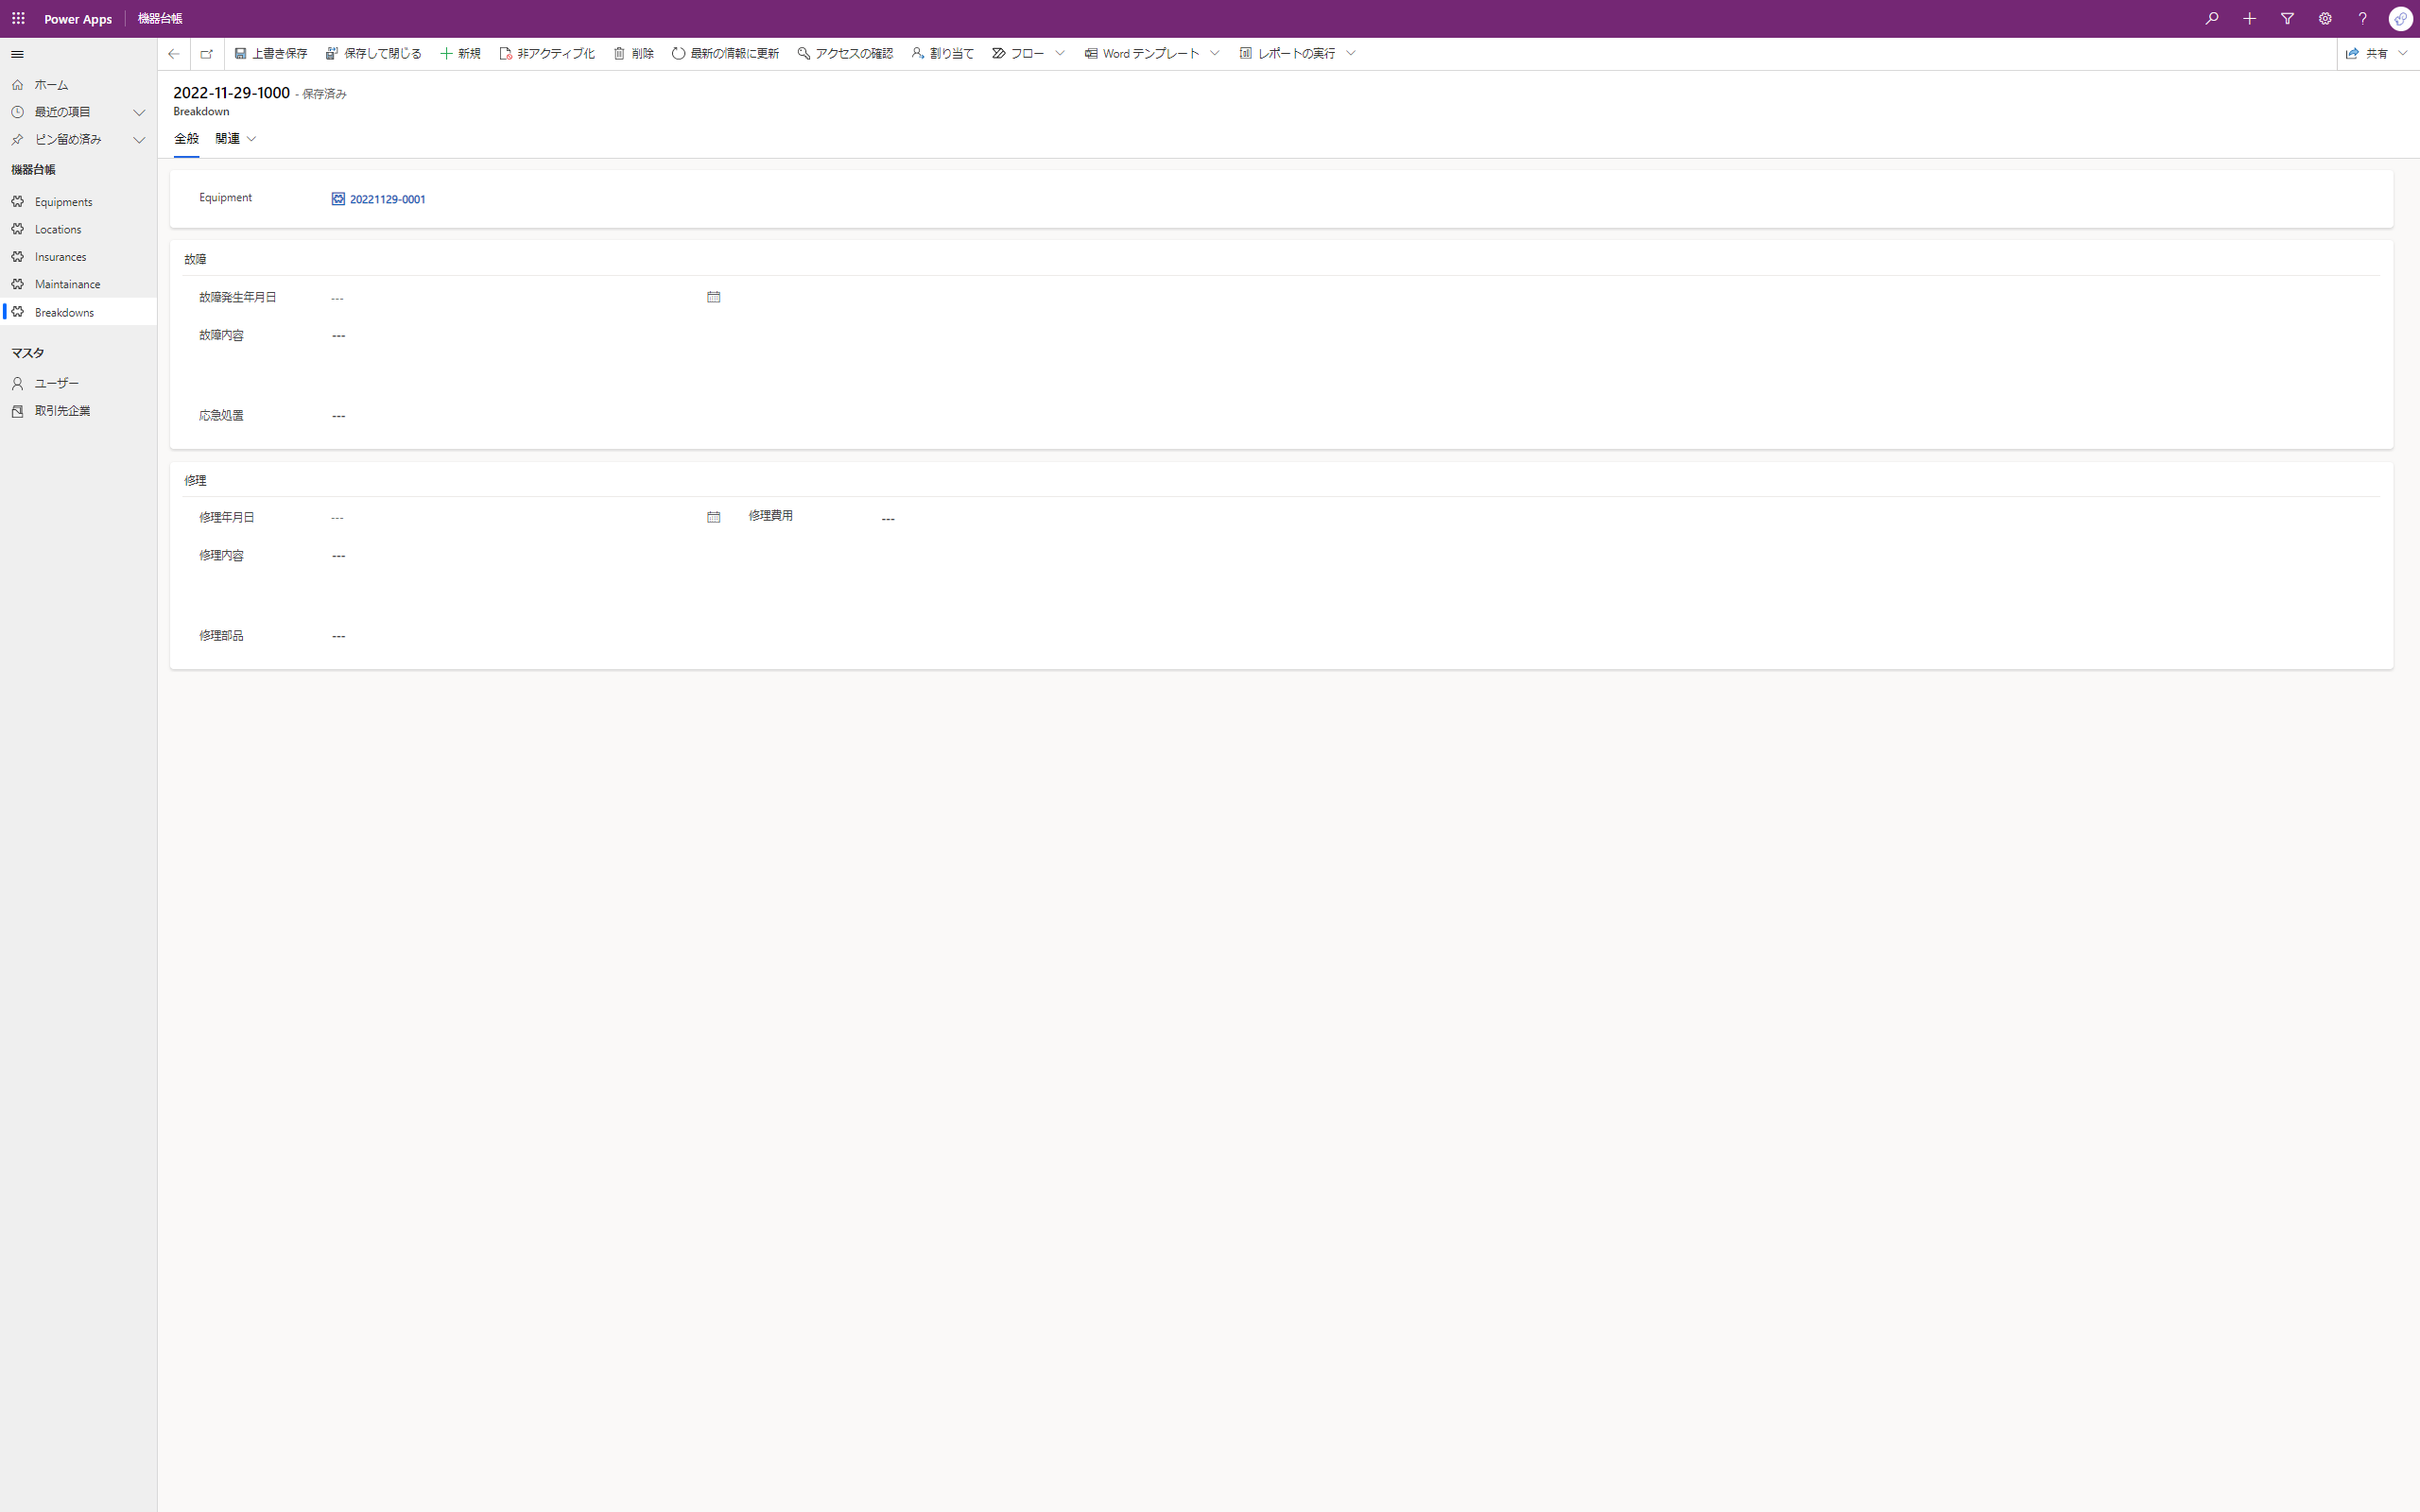 Power Apps 機器台帳
上書き保存 保存して閉じる 新規 非アクティブ化 削除 最新の情報に更新 アクセスの確認 割り当て フロー Word テンプレート レポートの実行 共有
ホーム
最近の項目
ピン留め済み
機器台帳
Equipments
Locations
Insurances
Maintainance
Breakdowns
マスタ
ユーザー
取引先企業
2022-11-29-1000 - 保存済み
Breakdown
全般 関連
Equipment 20221129-0001
故障
故障発生年月日 ---
故障内容 ---
応急処置 ---
修理
修理年月日 --- 修理費用 ---
修理内容 ---
修理部品 ---